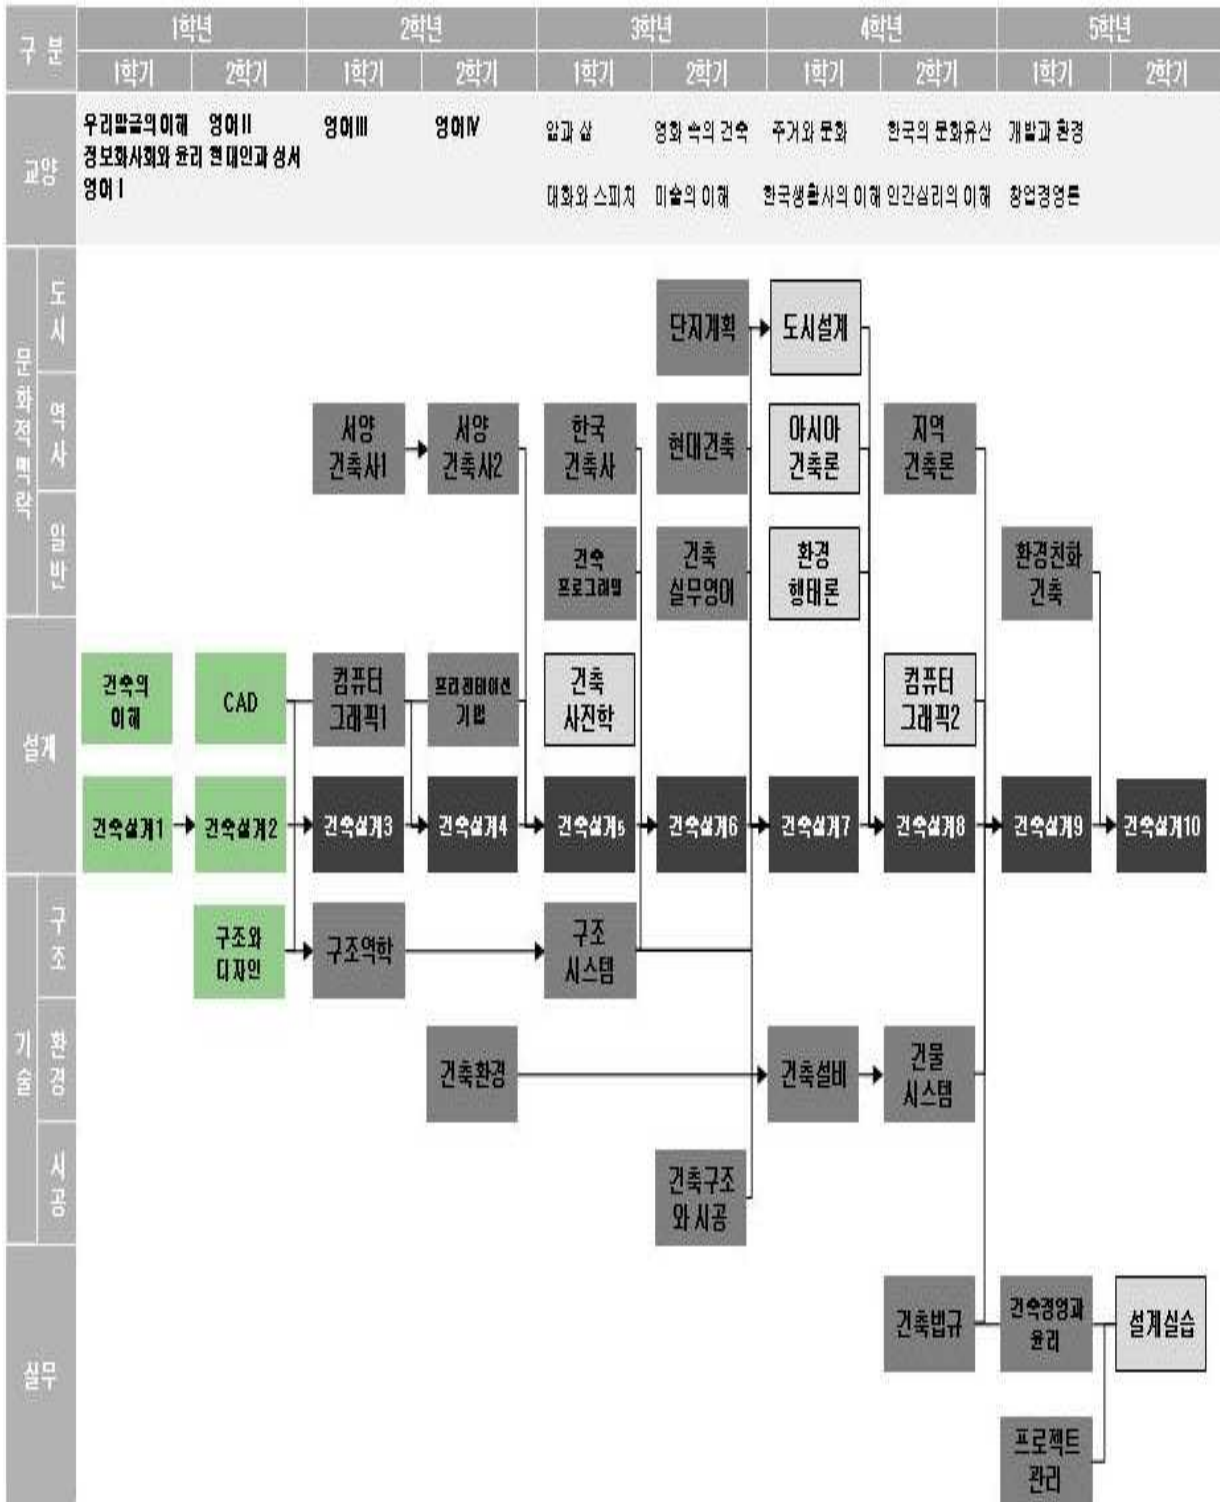 구 분
1학년 2학년 3학년 4학년 5학년
1학기 2학기 1학기 2학기 1학기 2학기 1학기 2학기 1학기 2학기
교양
우리말글의 이해 영어II 영어III 영어IV 앎과 삶 영화 속의 건축 주거와 문화 한국의 문화유산 개발과 환경
정보화사회와 윤리 현대인과 성서
영어 I 대화와 스피치 미술의 이해 한국생활사의 이해 인간심리의 이해 창업경영론
문화적맥락
도시
단지계획 도시설계
역사
서양
건축사1
서양
건축사2
한국
건축사
현대건축
아시아
건축론
지역
건축론
일반
건축
프로그래밍
건축
실무영어
환경
행태론
환경친화
건축
설계
건축의
이해
CAD
컴퓨터
그래픽1
프리젠테이션
기법
건축
사진학
컴퓨터
그래픽2
건축설계1 건축설계2 건축설계3 건축설계4 건축설계5 건축설계6 건축설계7 건축설계8 건축설계9 건축설계10
기술
구조
구조와
디자인
구조역학
구조
시스템
환경
건축환경 건축설비
건물
시스템
시공
건축구조
와 시공
실무
건축법규
건축경영과
윤리
설계실습
프로젝트
관리